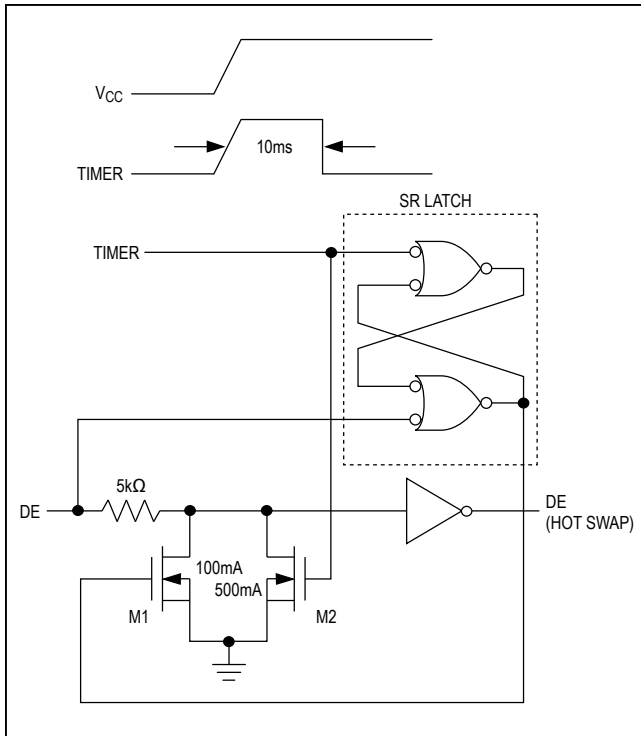 VCC
10ms
TIMER
SR LATCH
TIMER
5kΩ
DE
DE
(HOT SWAP)
100mA
500mA
M1
M2